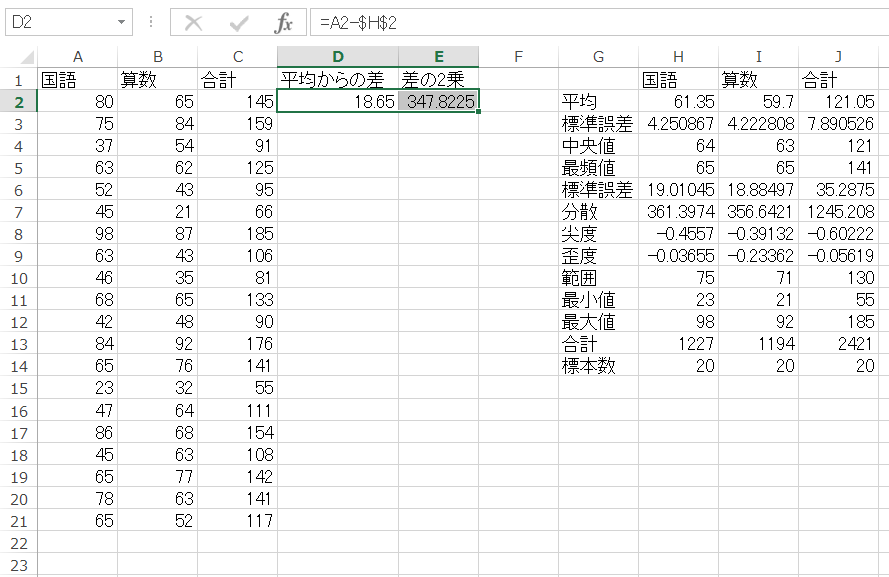 D2 fx =A2-$H$2
A B C D E F G H I J
1 国語 算数 合計 平均からの差 差の2乗 国語 算数 合計
2 80 65 145 18.65 347.8225 平均 61.35 59.7 121.05
3 75 84 159 標準誤差 4.250867 4.222808 7.890526
4 37 54 91 中央値 64 63 121
5 63 62 125 最頻値 65 65 141
6 52 43 95 標準誤差 19.01045 18.88497 35.2875
7 45 21 66 分散 361.3974 356.6421 1245.208
8 98 87 185 尖度 -0.4557 -0.39132 -0.60222
9 63 43 106 歪度 -0.03655 -0.23362 -0.05619
10 46 35 81 範囲 75 71 130
11 68 65 133 最小値 23 21 55
12 42 48 90 最大値 98 92 185
13 84 92 176 合計 1227 1194 2421
14 65 76 141 標本数 20 20 20
15 23 32 55
16 47 64 111
17 86 68 154
18 45 63 108
19 65 77 142
20 78 63 141
21 65 52 117
22
23